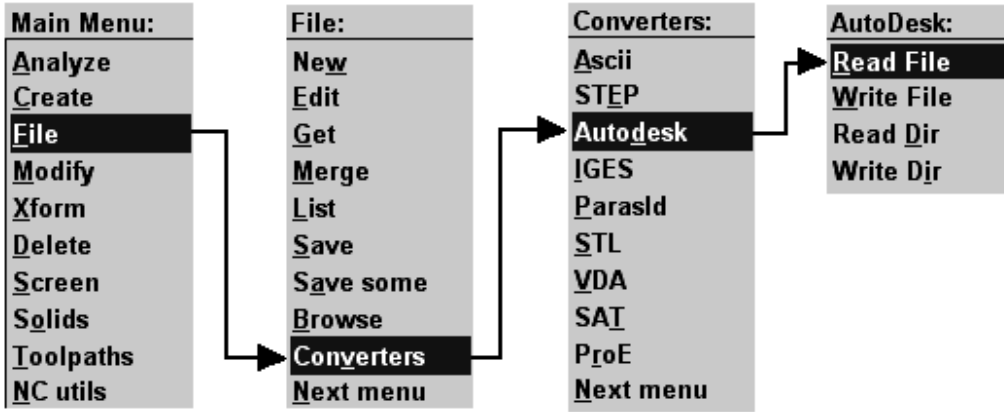 Main Menu:
Analyze
Create
File
Modify
Xform
Delete
Screen
Solids
Toolpaths
NC utils
File:
New
Edit
Get
Merge
List
Save
Save some
Browse
Converters
Next menu
Converters:
Ascii
STEP
Autodesk
IGES
Parasld
STL
VDA
SAT
ProE
Next menu
AutoDesk:
Read File
Write File
Read Dir
Write Dir